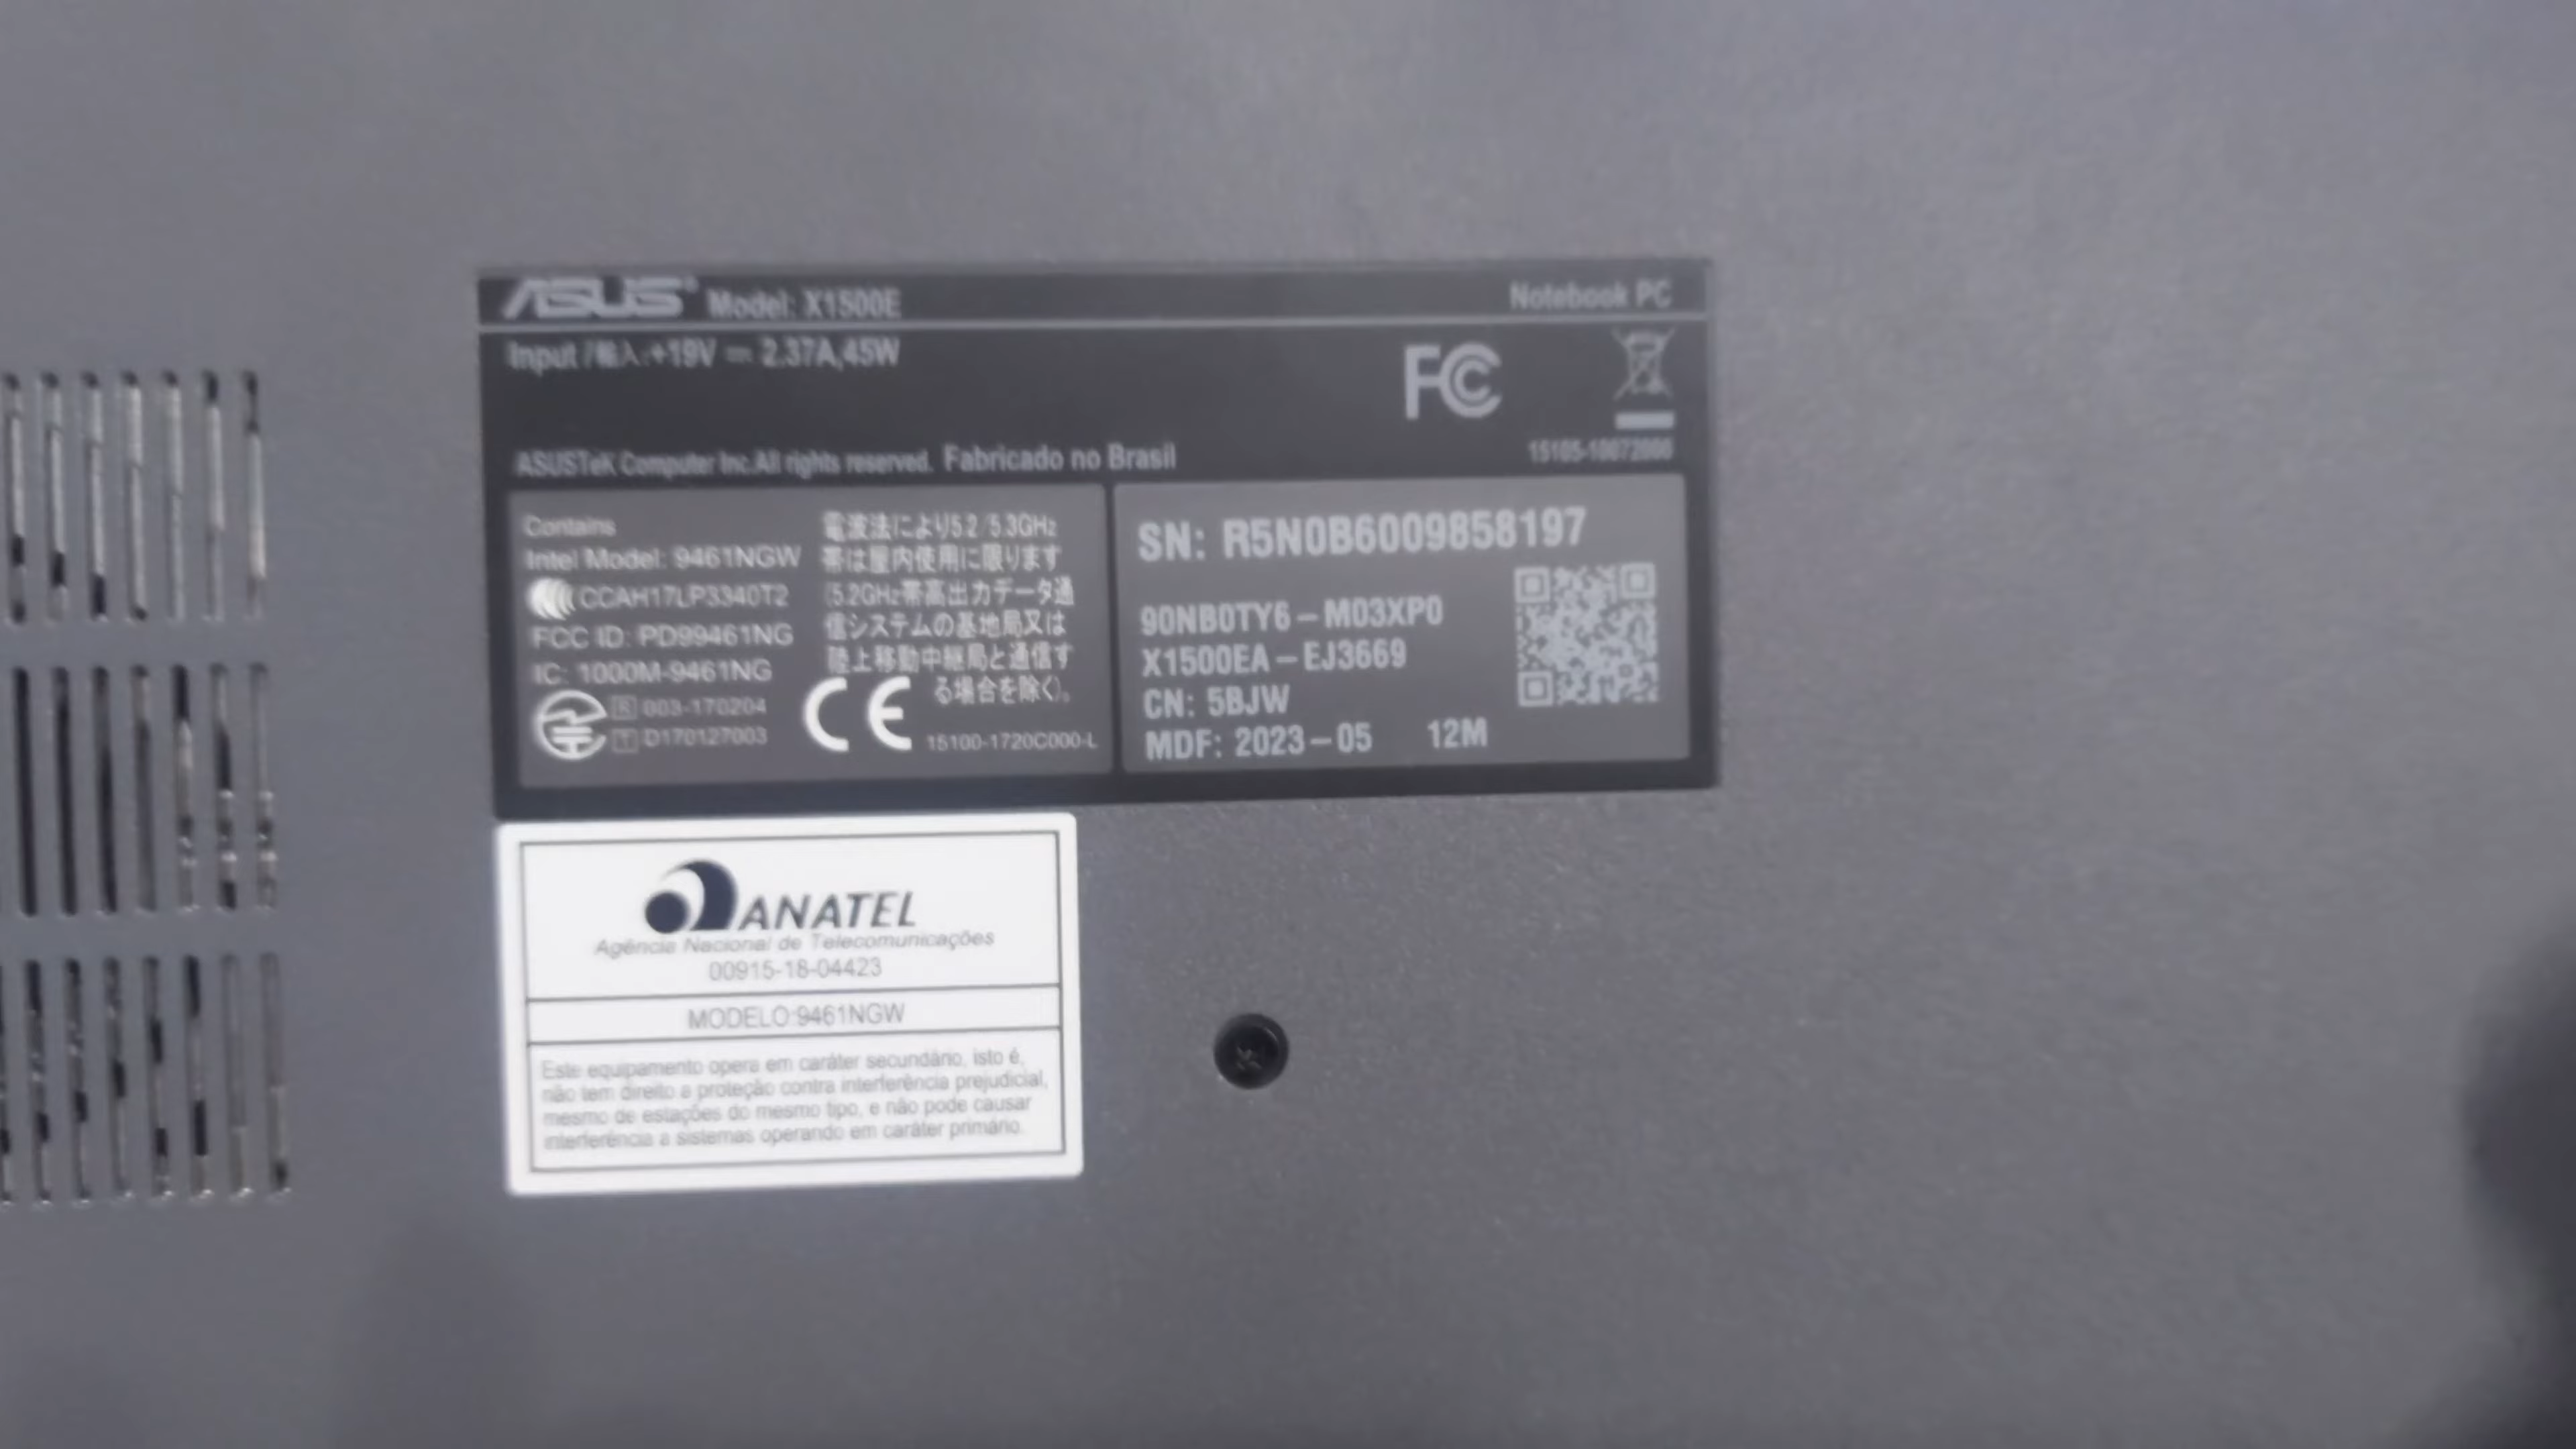 ASUS Model: X1500E
Notebook PC
Input /輸入:+19V ⎓ 2.37A,45W
FC
ASUSTeK Computer Inc.All rights reserved. Fabricado no Brasil
Contains
Intel Model: 9461NGW
CCAH17LP3340T2
FCC ID: PD99461NG
IC: 1000M-9461NG
R 003-170204
T D170127003
電波法により5.2/5.3GHz
帯は屋内使用に限ります
(5.2GHz帯高出力データ通
信システムの基地局又は
陸上移動中継局と通信す
る場合を除く)。
CE
15100-1720C000-L
SN: R5N0B6009858197
90NB0TY6-M03XP0
X1500EA-EJ3669
CN: 5BJW
MDF: 2023-05 12M
ANATEL
Agência Nacional de Telecomunicações
00915-18-04423
MODELO:9461NGW
Este equipamento opera em caráter secundário, isto é,
não tem direito a proteção contra interferência prejudicial,
mesmo de estações do mesmo tipo, e não pode causar
interferência a sistemas operando em caráter primário.